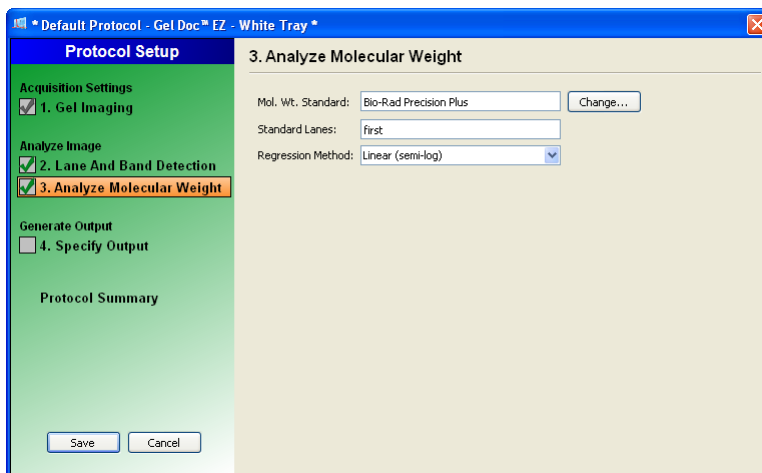 * Default Protocol - Gel Doc™ EZ - White Tray *
Protocol Setup
Acquisition Settings
1. Gel Imaging
Analyze Image
2. Lane And Band Detection
3. Analyze Molecular Weight
Generate Output
4. Specify Output
Protocol Summary
Save
Cancel
3. Analyze Molecular Weight
Mol. Wt. Standard: Bio-Rad Precision Plus Change...
Standard Lanes: first
Regression Method: Linear (semi-log)